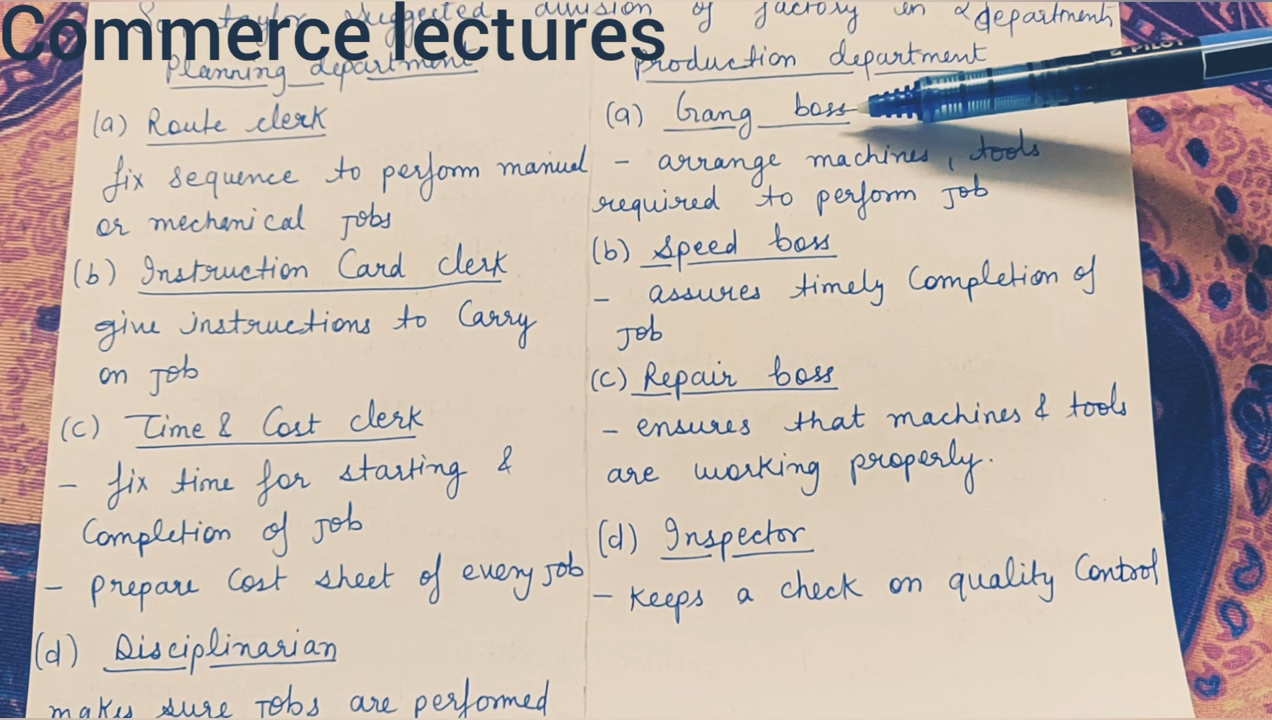 Commerce lectures
So, taylor suggested division of factory in 2 department
Planning department
(a) Route clerk
fix sequence to perform manual
or mechanical Jobs
(b) Instruction Card clerk
give instructions to Carry
on Job
(c) Time & Cost clerk
- fix time for starting &
Completion of Job
- prepare Cost sheet of every Job
(d) Disciplinarian
makes sure Jobs are performed
Production department
(a) Gang boss
- arrange machines, tools
required to perform Job
(b) Speed boss
- assures timely Completion of
Job
(c) Repair boss
- ensures that machines & tools
are working properly.
(d) Inspector
- Keeps a check on quality Control